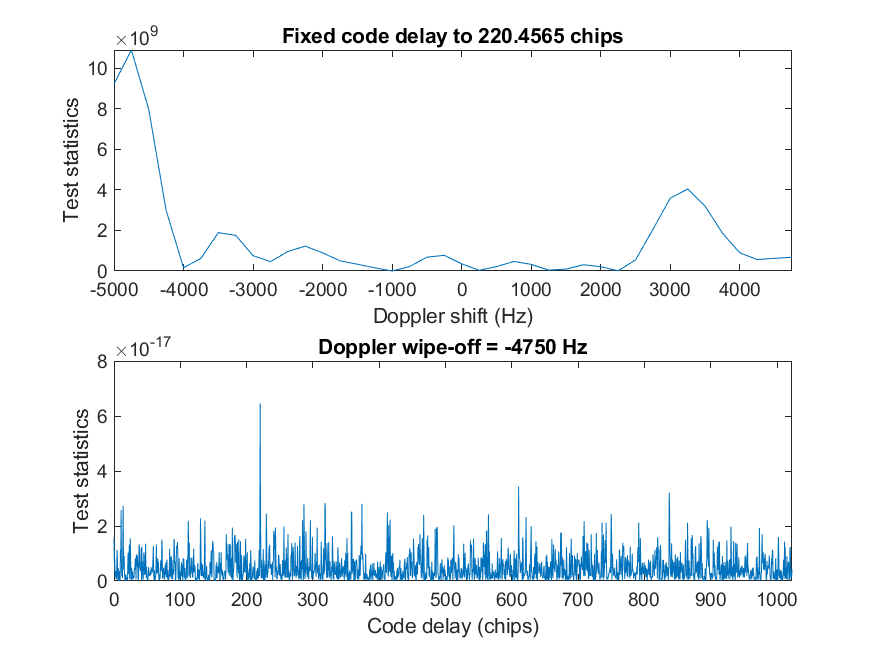 ×10^9
Fixed code delay to 220.4565 chips
10
8
6
4
2
0
Test statistics
-5000 -4000 -3000 -2000 -1000 0 1000 2000 3000 4000
Doppler shift (Hz)
×10^-17
Doppler wipe-off = -4750 Hz
8
6
4
2
0
Test statistics
0 100 200 300 400 500 600 700 800 900 1000
Code delay (chips)